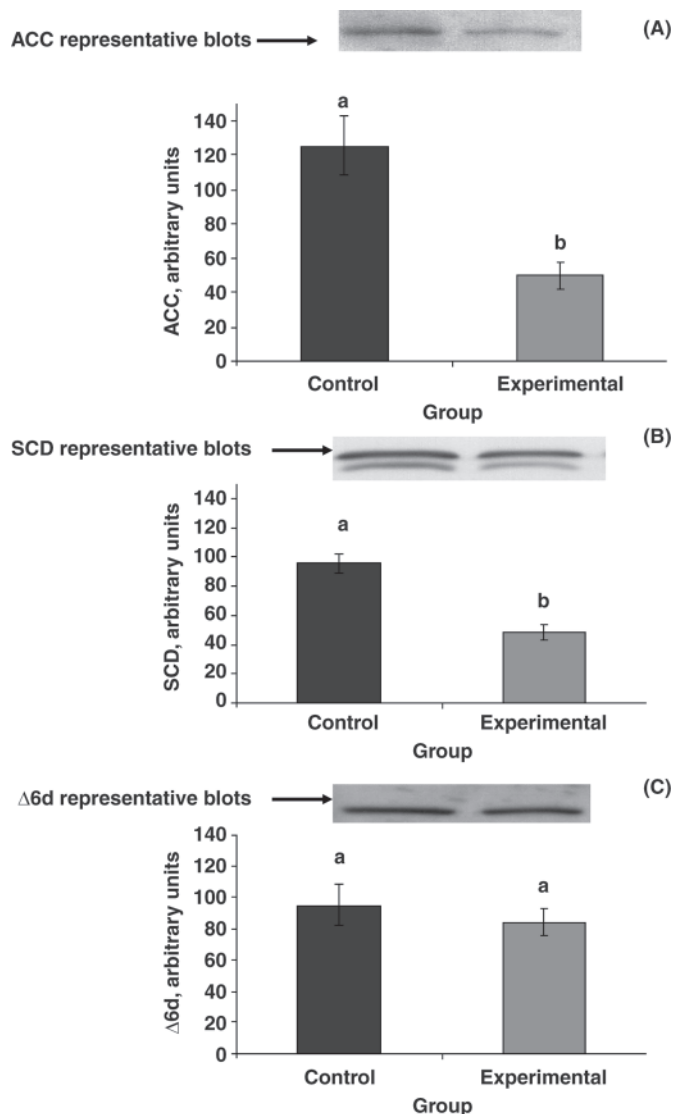 ACC representative blots
(A)
a
b
140
120
100
80
60
40
20
0
ACC, arbitrary units
Control
Experimental
Group
SCD representative blots
(B)
a
b
140
120
100
80
60
40
20
0
SCD, arbitrary units
Control
Experimental
Group
Δ6d representative blots
(C)
a
a
140
120
100
80
60
40
20
0
Δ6d, arbitrary units
Control
Experimental
Group